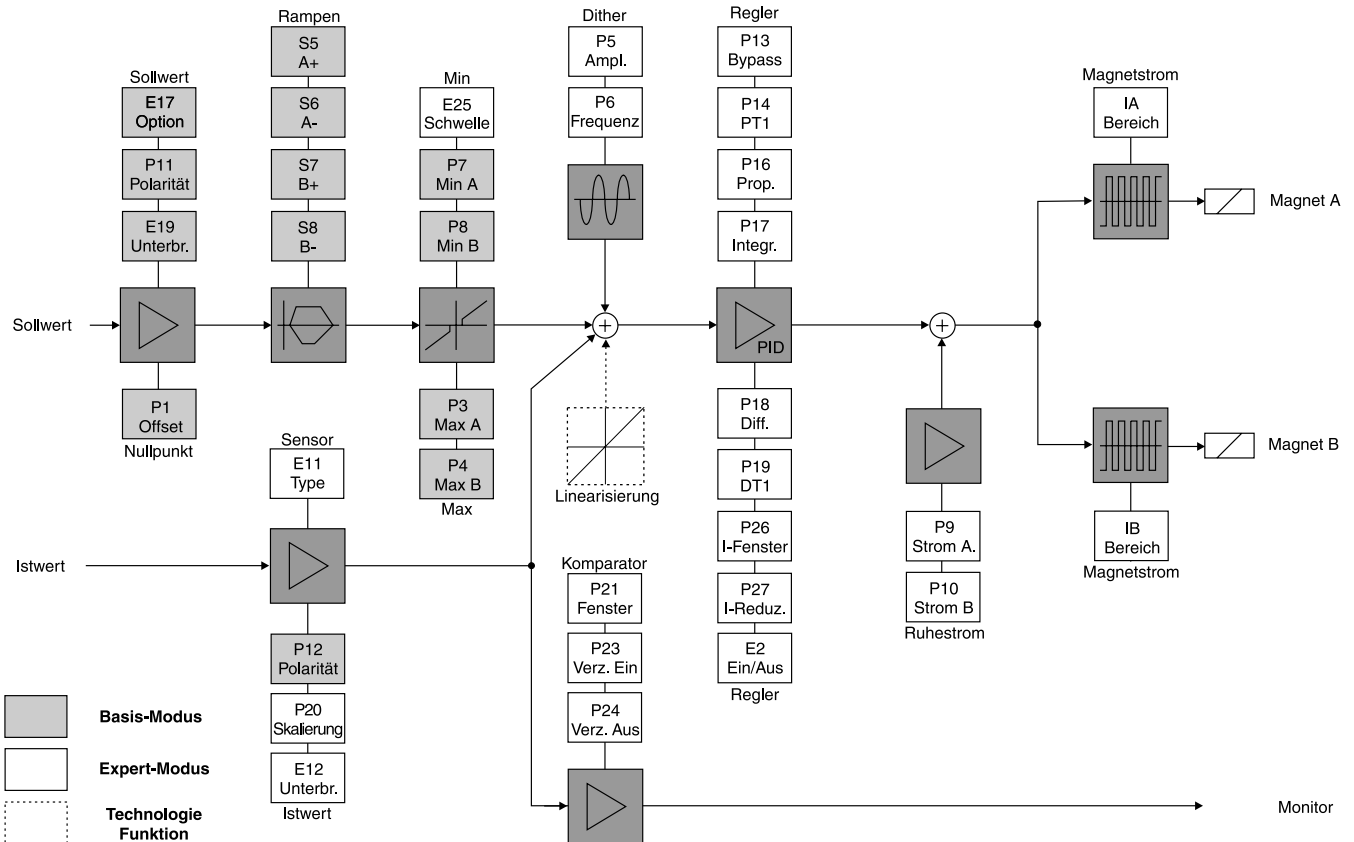 Rampen
S5
A+
S6
A-
S7
B+
S8
B-
Sollwert
E17
Option
P11
Polarität
E19
Unterbr.
Sollwert
P1
Offset
Nullpunkt
Min
E25
Schwelle
P7
Min A
P8
Min B
P3
Max A
P4
Max B
Max
Dither
P5
Ampl.
P6
Frequenz
Linearisierung
Regler
P13
Bypass
P14
PT1
P16
Prop.
P17
Integr.
PID
P18
Diff.
P19
DT1
P26
I-Fenster
P27
I-Reduz.
E2
Ein/Aus
Regler
Magnetstrom
IA
Bereich
Magnet A
Magnet B
IB
Bereich
Magnetstrom
P9
Strom A.
P10
Strom B
Ruhestrom
Sensor
E11
Type
Istwert
P12
Polarität
P20
Skalierung
E12
Unterbr.
Istwert
Komparator
P21
Fenster
P23
Verz. Ein
P24
Verz. Aus
Monitor
Basis-Modus
Expert-Modus
Technologie
Funktion